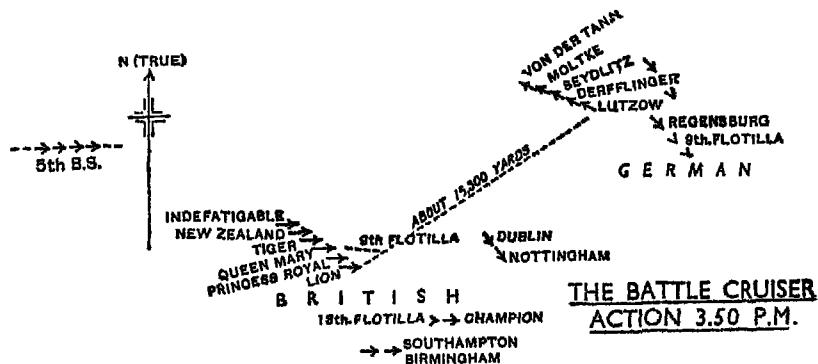 N (TRUE)
5th B.S.
VON DER TANN
MOLTKE
SEYDLITZ
DERFFLINGER
LUTZOW
REGENSBURG
9th. FLOTILLA
GERMAN
ABOUT 15,300 YARDS
INDEFATIGABLE
NEW ZEALAND
TIGER
QUEEN MARY
PRINCESS ROYAL
LION
9th FLOTILLA
DUBLIN
NOTTINGHAM
BRITISH
13th. FLOTILLA
CHAMPION
SOUTHAMPTON
BIRMINGHAM
THE BATTLE CRUISER
ACTION 3.50 P.M.